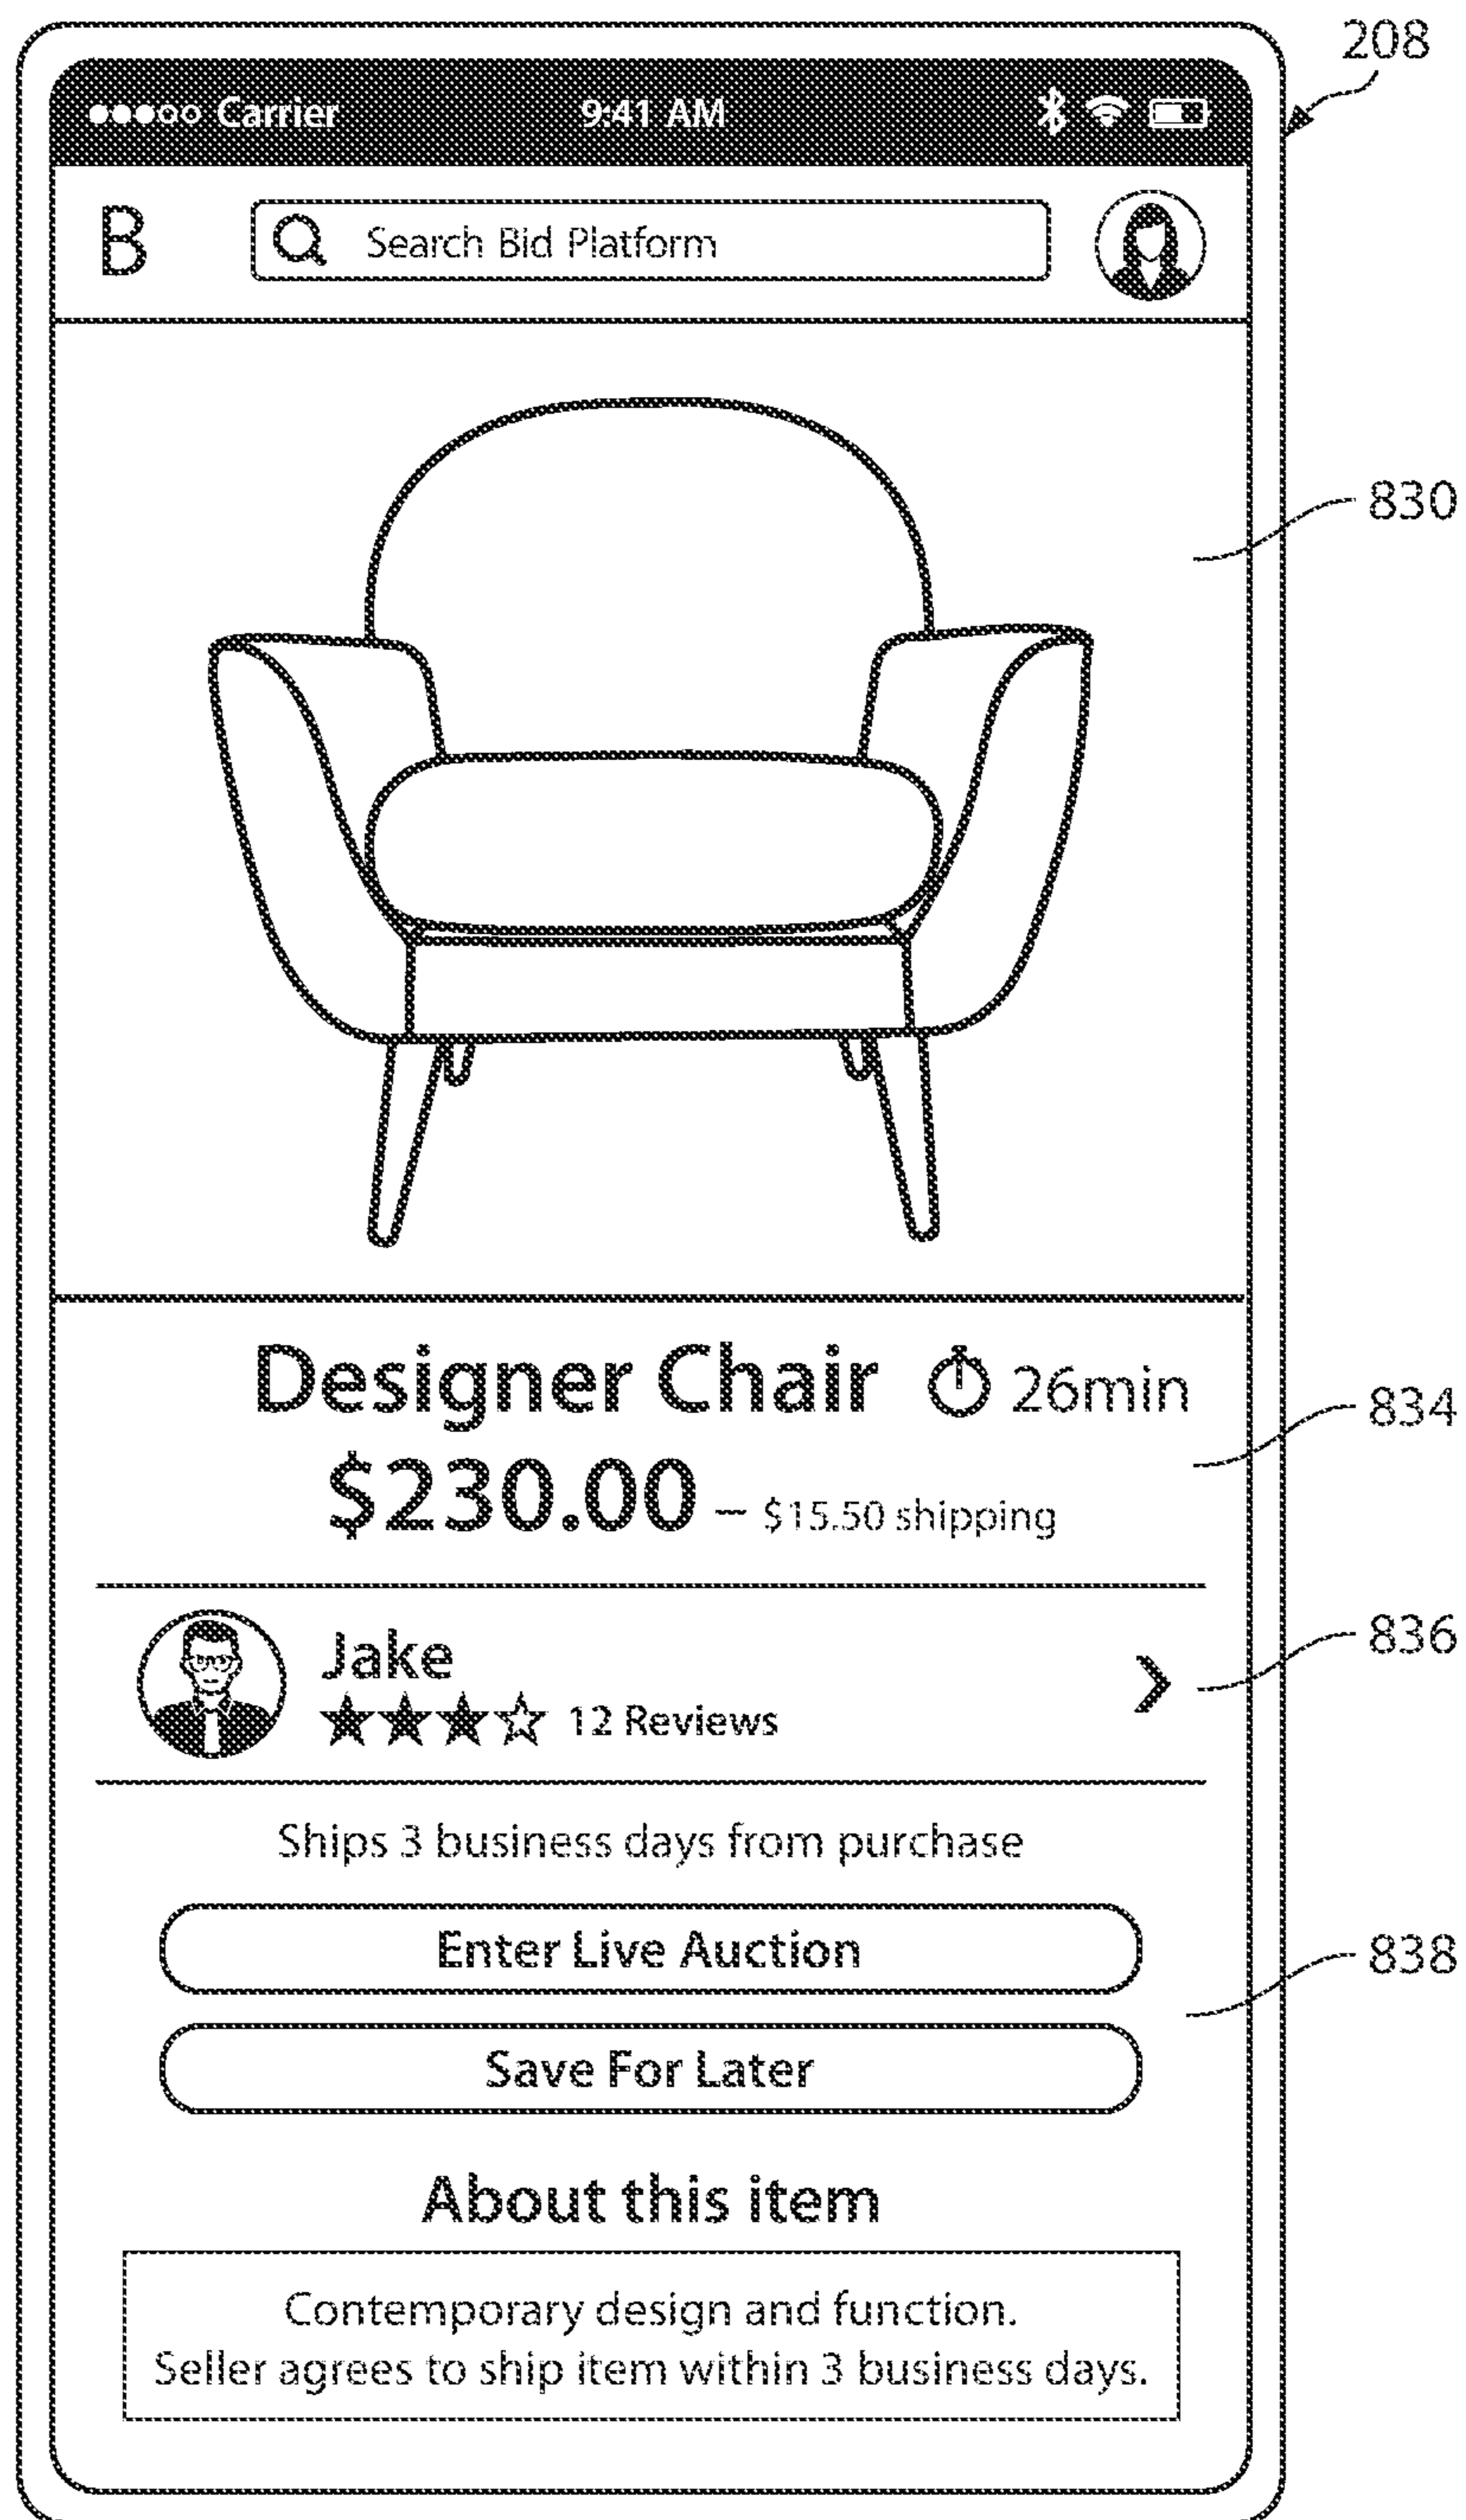 208
Carrier 9:41 AM
B Search Bid Platform
830
Designer Chair 26min
834
$230.00 – $15.50 shipping
Jake
836
12 Reviews
Ships 3 business days from purchase
Enter Live Auction
838
Save For Later
About this item
Contemporary design and function.
Seller agrees to ship item within 3 business days.